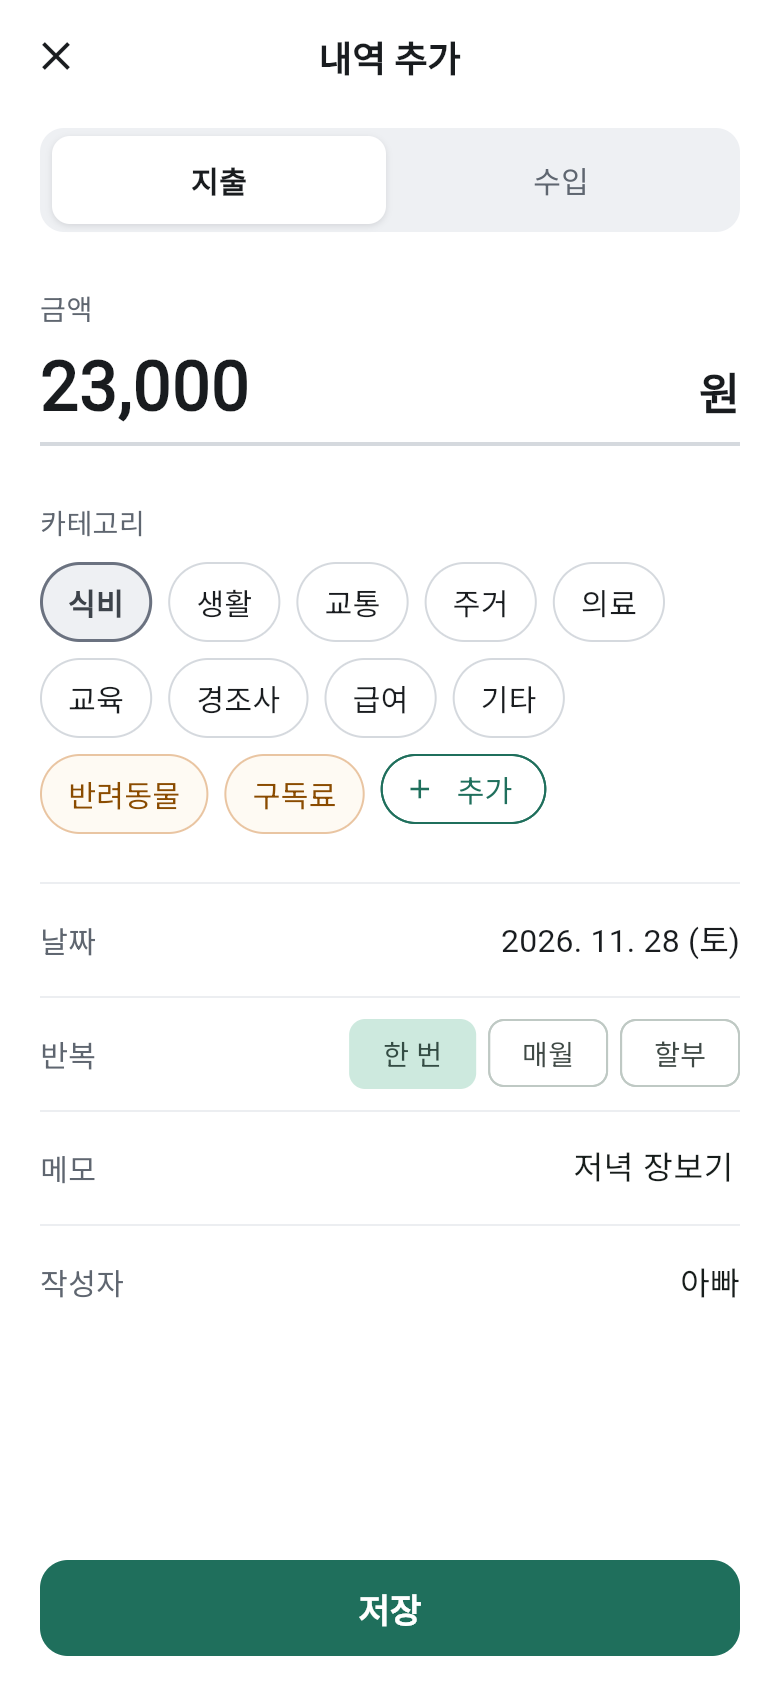 내역 추가
지출 수입
금액
23,000 원
카테고리
식비 생활 교통 주거 의료
교육 경조사 급여 기타
반려동물 구독료 + 추가
날짜 2026. 11. 28 (토)
반복 한 번 매월 할부
메모 저녁 장보기
작성자 아빠
저장